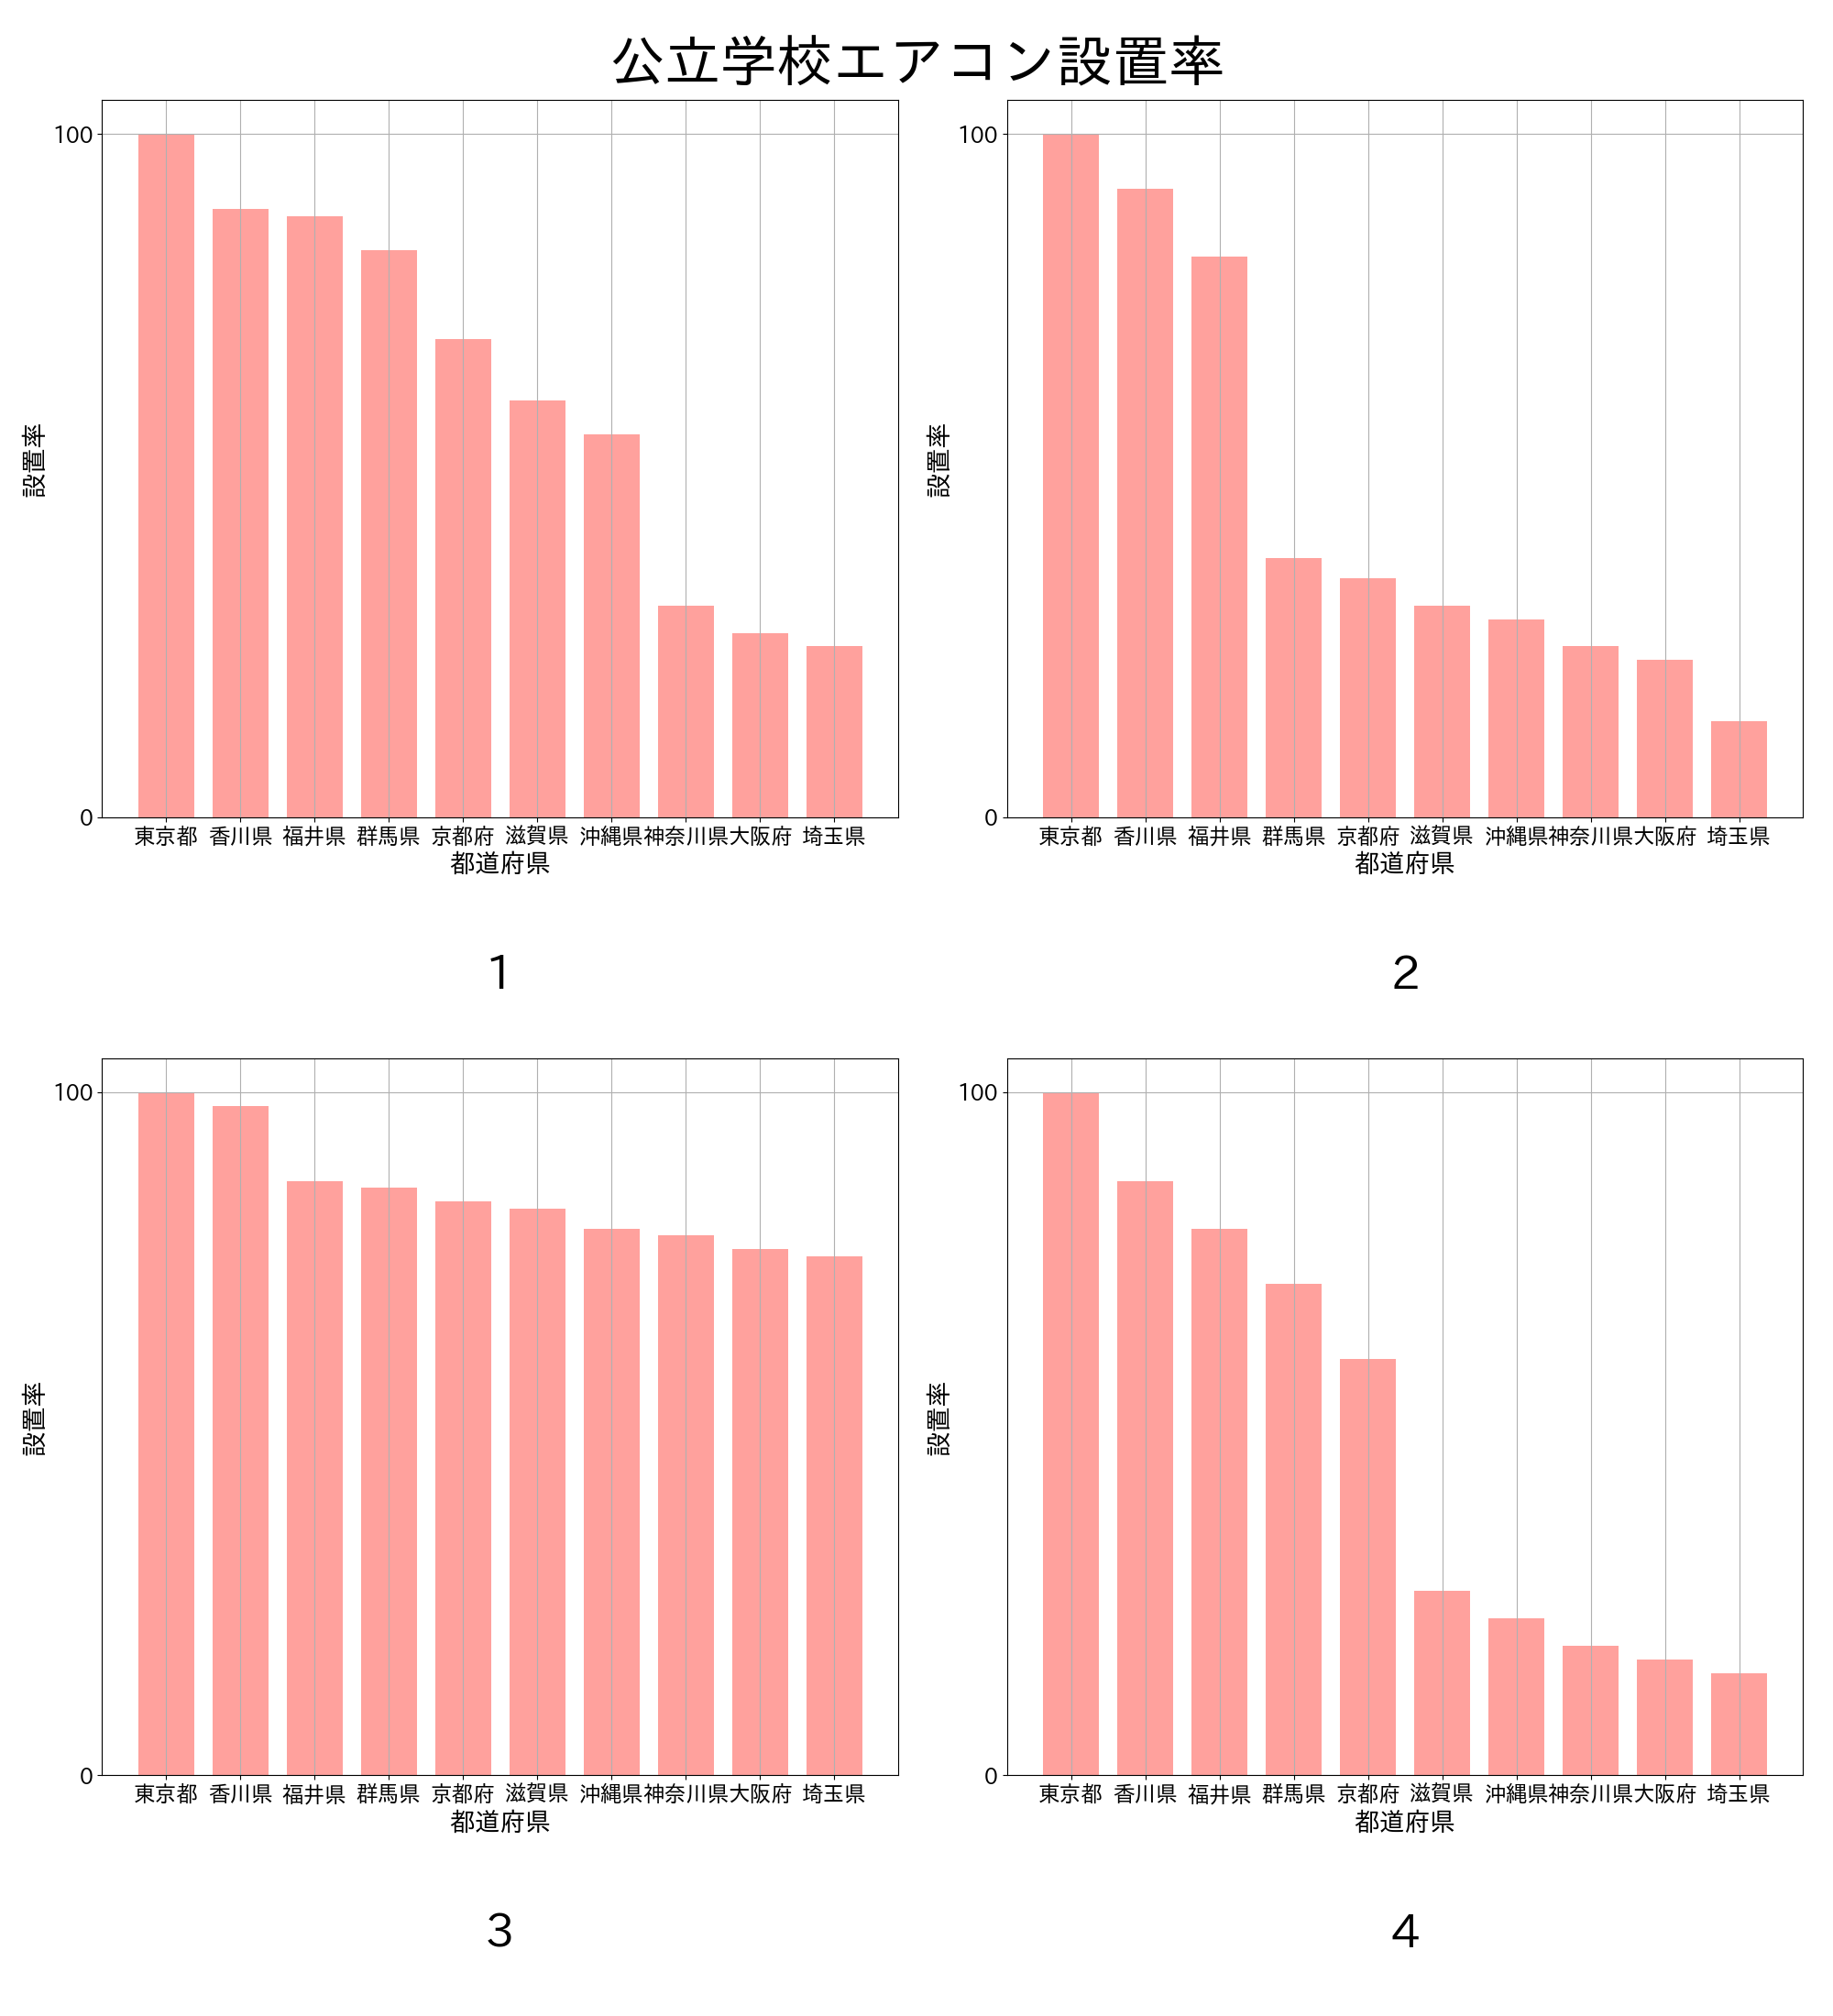 公立学校エアコン設置率
100
0
設置率
東京都 香川県 福井県 群馬県 京都府 滋賀県 沖縄県 神奈川県 大阪府 埼玉県
都道府県
1
100
0
設置率
東京都 香川県 福井県 群馬県 京都府 滋賀県 沖縄県 神奈川県 大阪府 埼玉県
都道府県
2
100
0
設置率
東京都 香川県 福井県 群馬県 京都府 滋賀県 沖縄県 神奈川県 大阪府 埼玉県
都道府県
3
100
0
設置率
東京都 香川県 福井県 群馬県 京都府 滋賀県 沖縄県 神奈川県 大阪府 埼玉県
都道府県
4